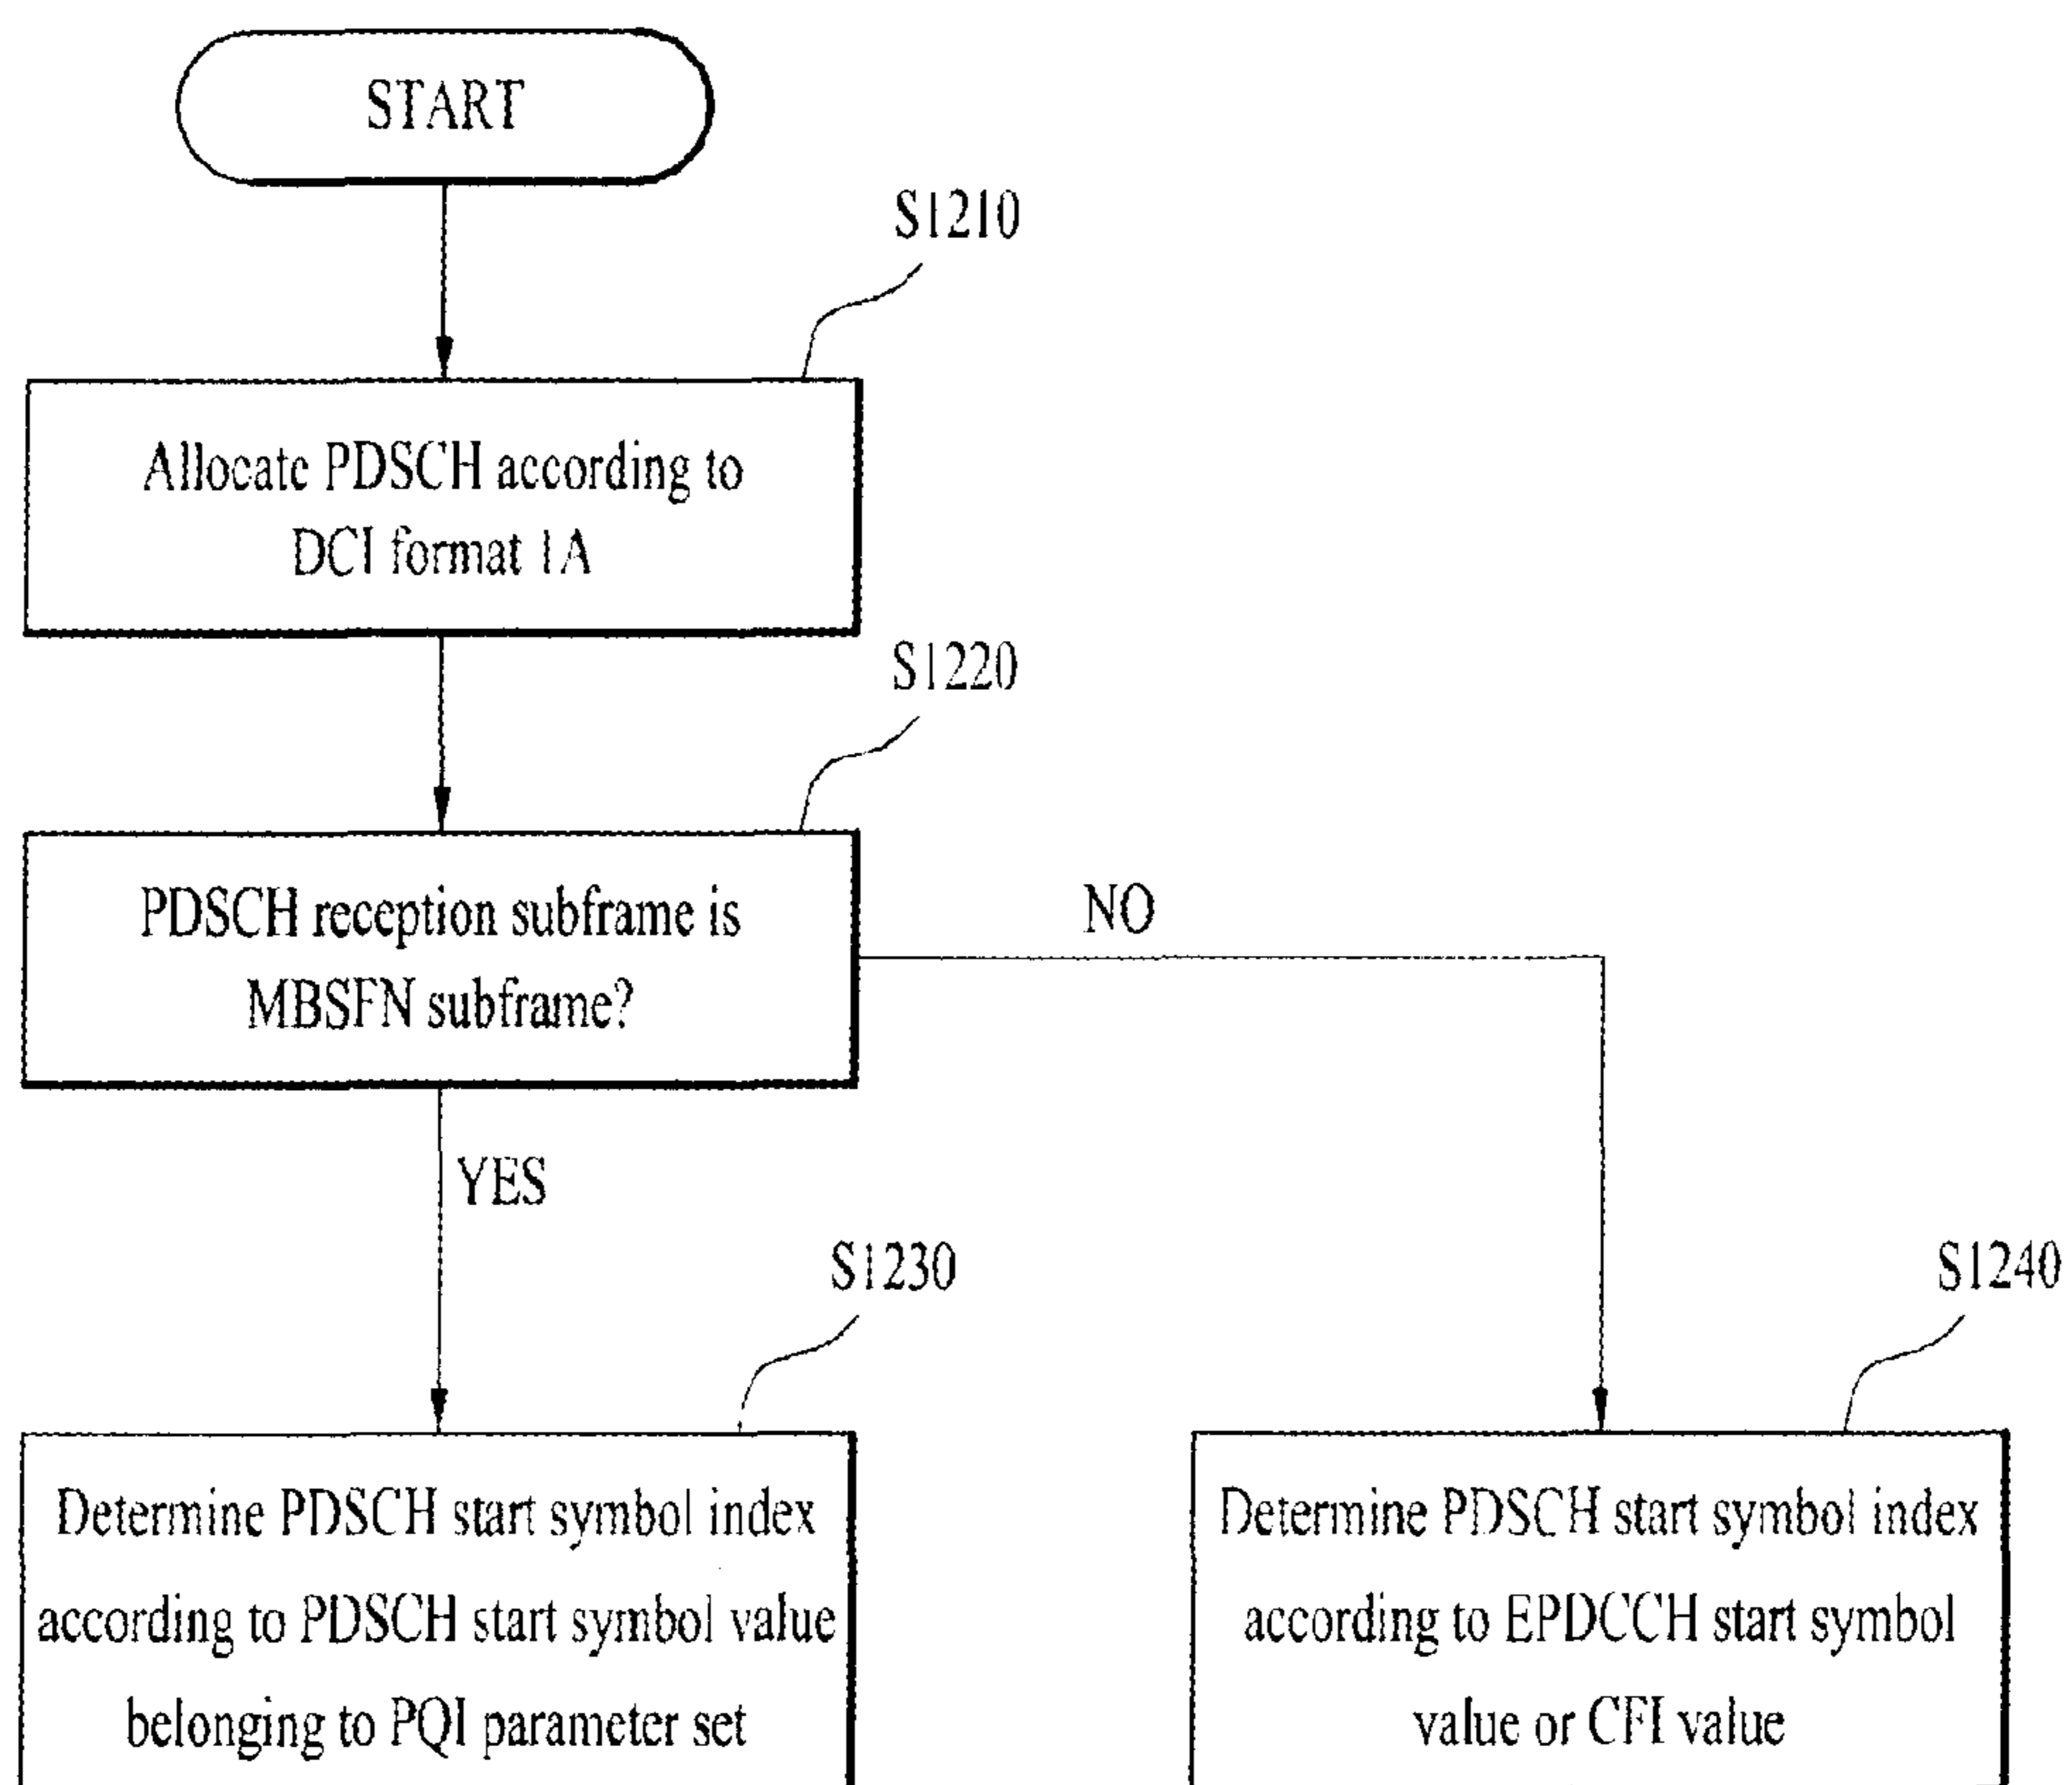 START
S1210
Allocate PDSCH according to
DCI format 1A
S1220
PDSCH reception subframe is
MBSFN subframe?
NO
YES
S1230
Determine PDSCH start symbol index
according to PDSCH start symbol value
belonging to PQI parameter set
S1240
Determine PDSCH start symbol index
according to EPDCCH start symbol
value or CFI value